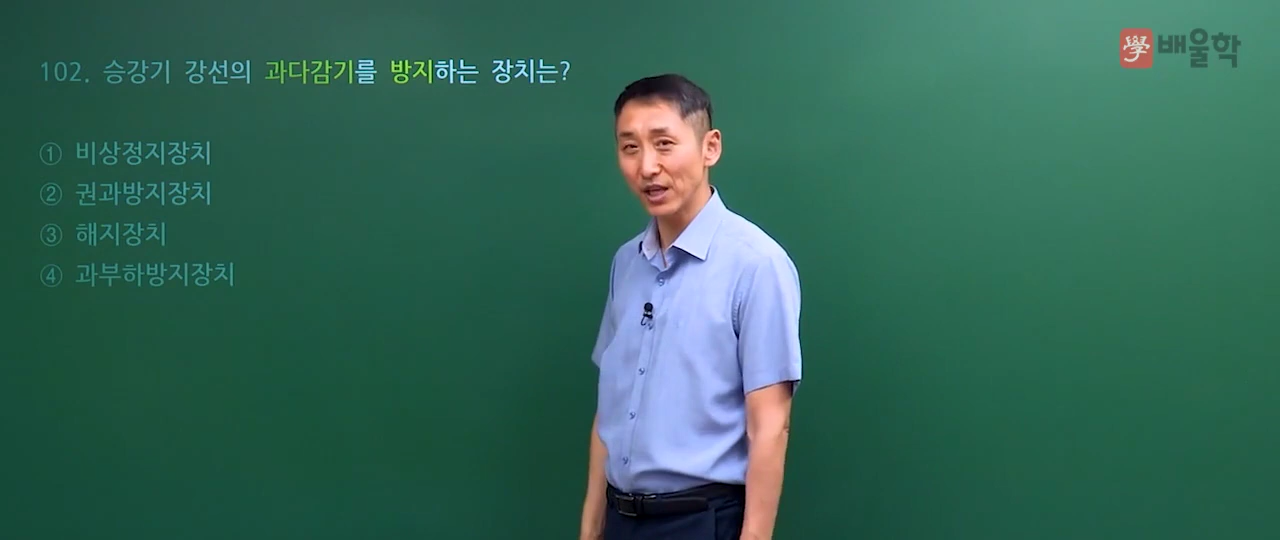 學 배울학
102. 승강기 강선의 과다감기를 방지하는 장치는?
① 비상정지장치
② 권과방지장치
③ 해지장치
④ 과부하방지장치